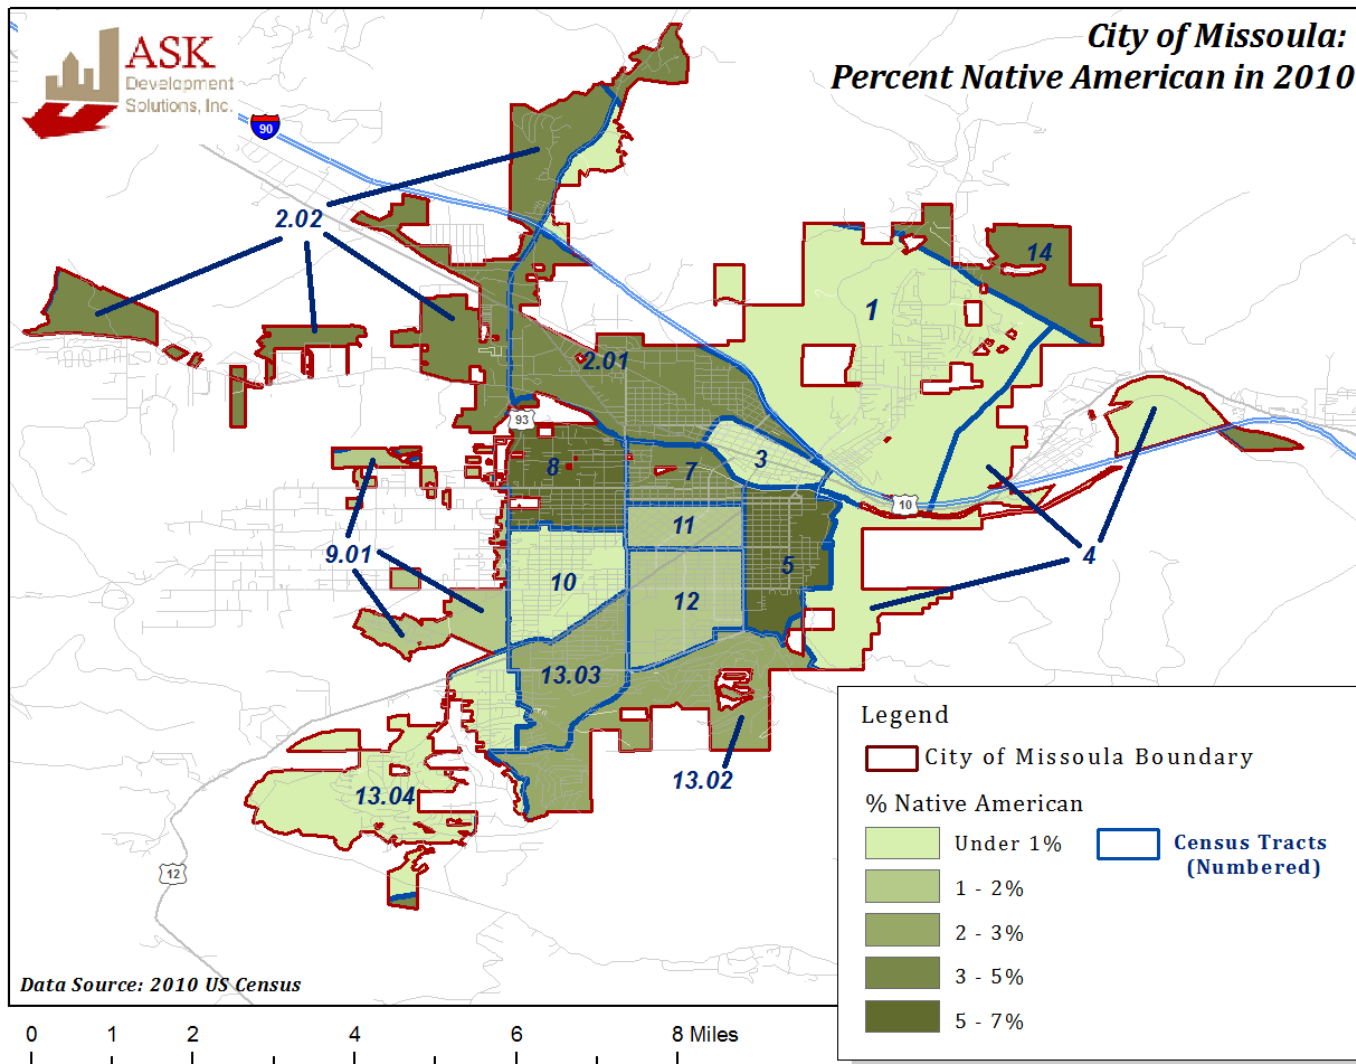 City of Missoula:
Percent Native American in 2010
ASK
Development
Solutions, Inc.
90
2.02
14
1
2.01
93
8
7
3
10
11
9.01
10
12
5
4
13.03
13.02
13.04
12
Legend
City of Missoula Boundary
% Native American
Under 1%
1 - 2%
2 - 3%
3 - 5%
5 - 7%
Census Tracts
(Numbered)
Data Source: 2010 US Census
0 1 2 4 6 8 Miles